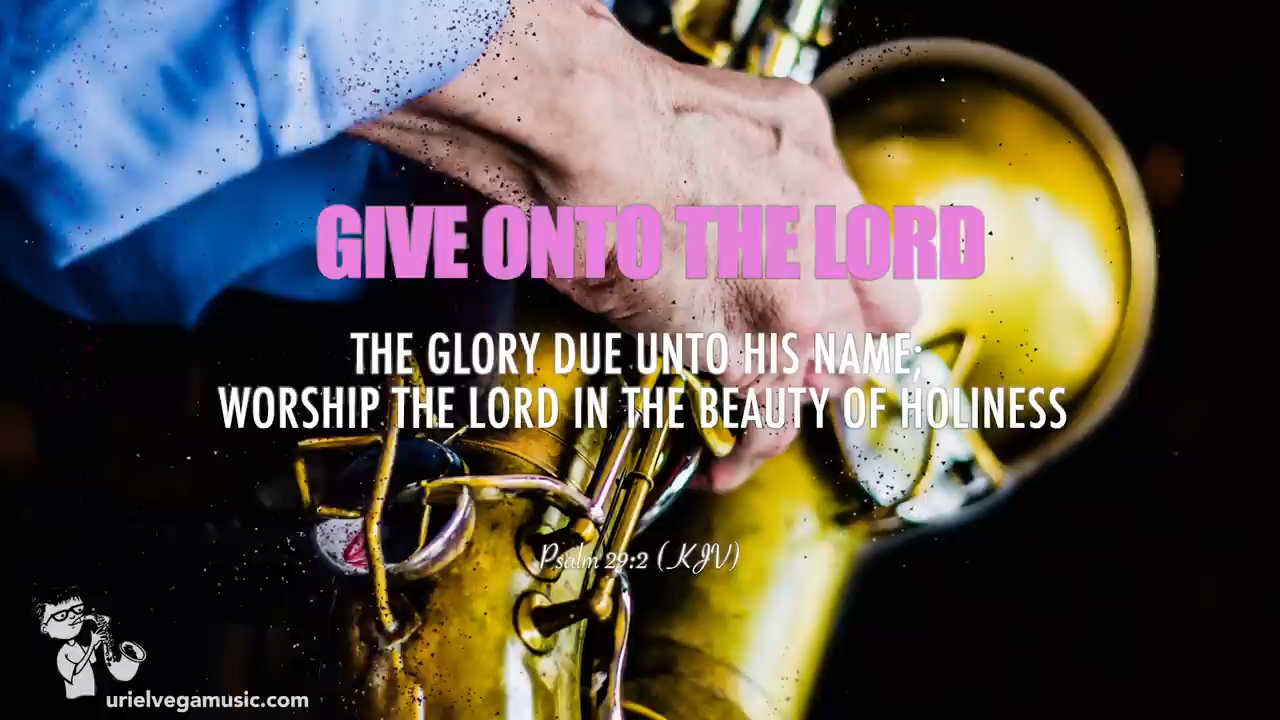 GIVE ONTO THE LORD
THE GLORY DUE UNTO HIS NAME;
WORSHIP THE LORD IN THE BEAUTY OF HOLINESS
Psalm 29:2 (KJV)
urielvegamusic.com